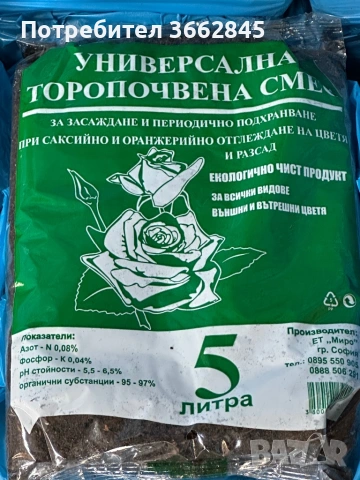 Потребител 3662845
УНИВЕРСАЛНА
ТОРОПОЧВЕНА СМЕС
ЗА ЗАСАЖДАНЕ И ПЕРИОДИЧНО ПОДХРАНВАНЕ
ПРИ САКСИЙНО И ОРАНЖЕРИЙНО ОТГЛЕЖДАНЕ НА ЦВЕТЯ
И РАЗСАД
ЕКОЛОГИЧНО ЧИСТ ПРОДУКТ
ЗА ВСИЧКИ ВИДОВЕ
ВЪНШНИ И ВЪТРЕШНИ ЦВЕТЯ
Показатели:
Азот - N 0,08%
Фосфор - К 0,04%
pH стойности - 5,5 - 6,5%
органични субстанции - 95 - 97%
5
ЛИТРА
Производител:
ЕТ „Миро"
гр. София
тел.: 0895 550
0888 506
BAZAR